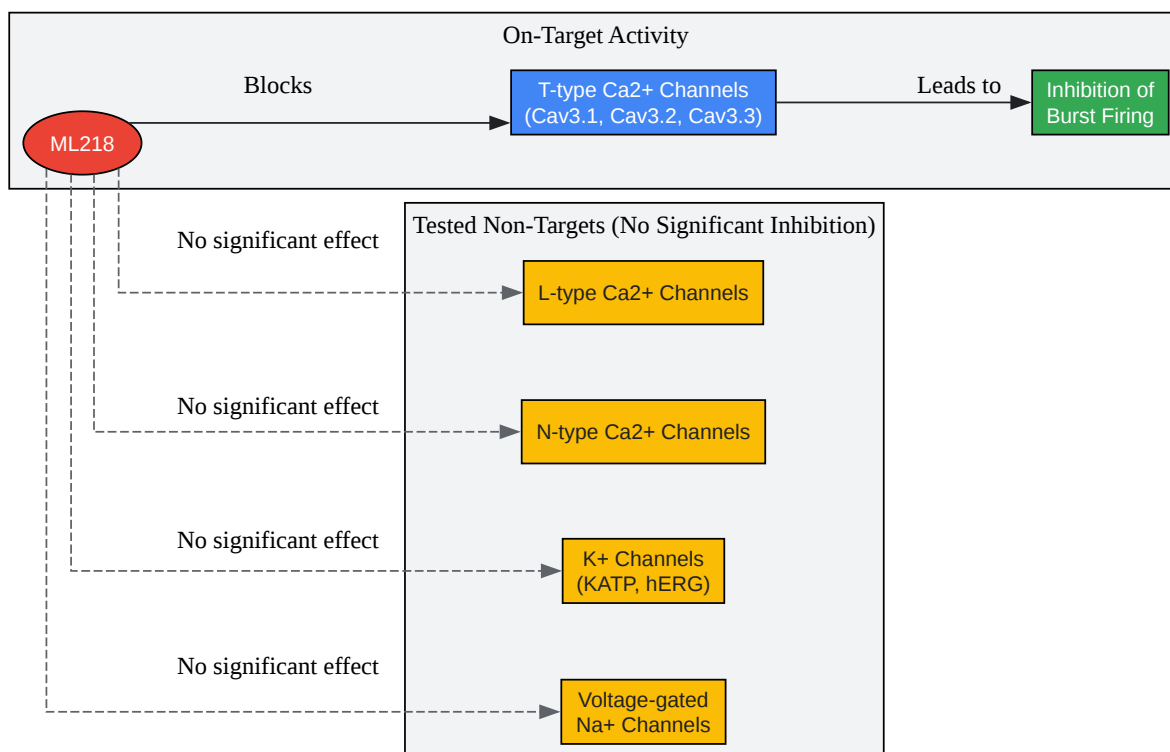 On-Target Activity
Blocks
T-type Ca2+ Channels
(Cav3.1, Cav3.2, Cav3.3)
Leads to
Inhibition of
Burst Firing
ML218
Tested Non-Targets (No Significant Inhibition)
No significant effect
L-type Ca2+ Channels
No significant effect
N-type Ca2+ Channels
No significant effect
K+ Channels
(KATP, hERG)
No significant effect
Voltage-gated
Na+ Channels